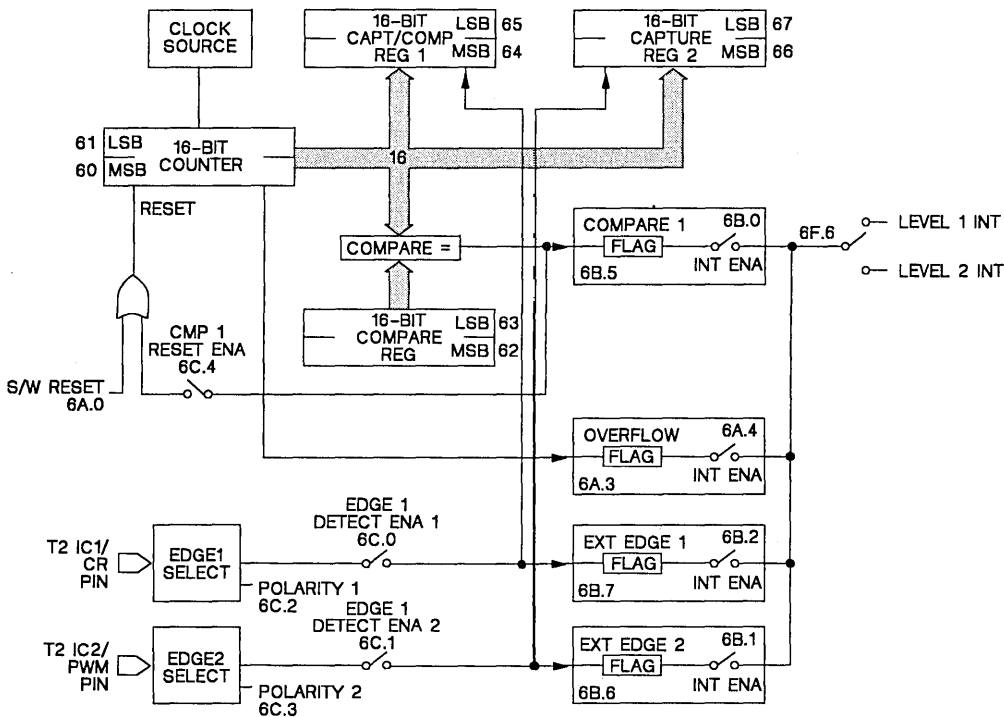 CLOCK
SOURCE
16-BIT
CAPT/COMP
REG 1
LSB 65
MSB 64
16-BIT
CAPTURE
REG 2
LSB 67
MSB 66
61 LSB
60 MSB
16-BIT
COUNTER
16
RESET
COMPARE =
16-BIT
COMPARE
REG
LSB 63
MSB 62
CMP 1
RESET ENA
6C.4
S/W RESET
6A.0
COMPARE 1
6B.0
FLAG
INT ENA
6B.5
6F.6
LEVEL 1 INT
LEVEL 2 INT
OVERFLOW
6A.4
FLAG
INT ENA
6A.3
T2 IC1/
CR
PIN
EDGE1
SELECT
POLARITY 1
6C.2
EDGE 1
DETECT ENA 1
6C.0
EXT EDGE 1
6B.2
FLAG
INT ENA
6B.7
T2 IC2/
PWM
PIN
EDGE2
SELECT
POLARITY 2
6C.3
EDGE 1
DETECT ENA 2
6C.1
EXT EDGE 2
6B.1
FLAG
INT ENA
6B.6